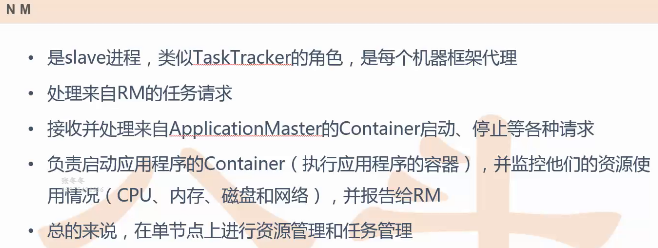 NM
• 是slave进程，类似TaskTracker的角色，是每个机器框架代理
• 处理来自RM的任务请求
• 接收并处理来自ApplicationMaster的Container启动、停止等各种请求
• 负责启动应用程序的Container（执行应用程序的容器），并监控他们的资源使
用情况（CPU、内存、磁盘和网络），并报告给RM
• 总的来说，在单节点上进行资源管理和任务管理